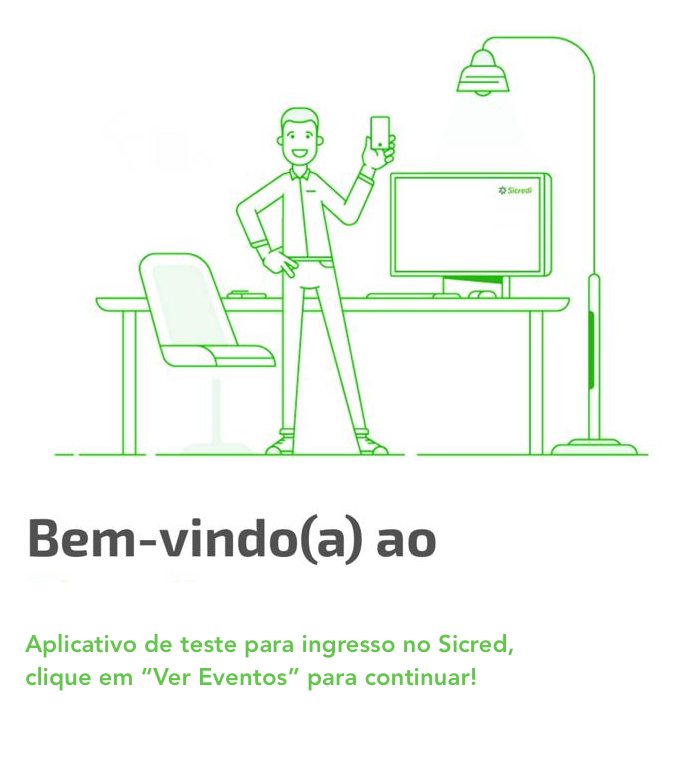 Sicredi
Bem-vindo(a) ao
Aplicativo de teste para ingresso no Sicred,
clique em “Ver Eventos” para continuar!